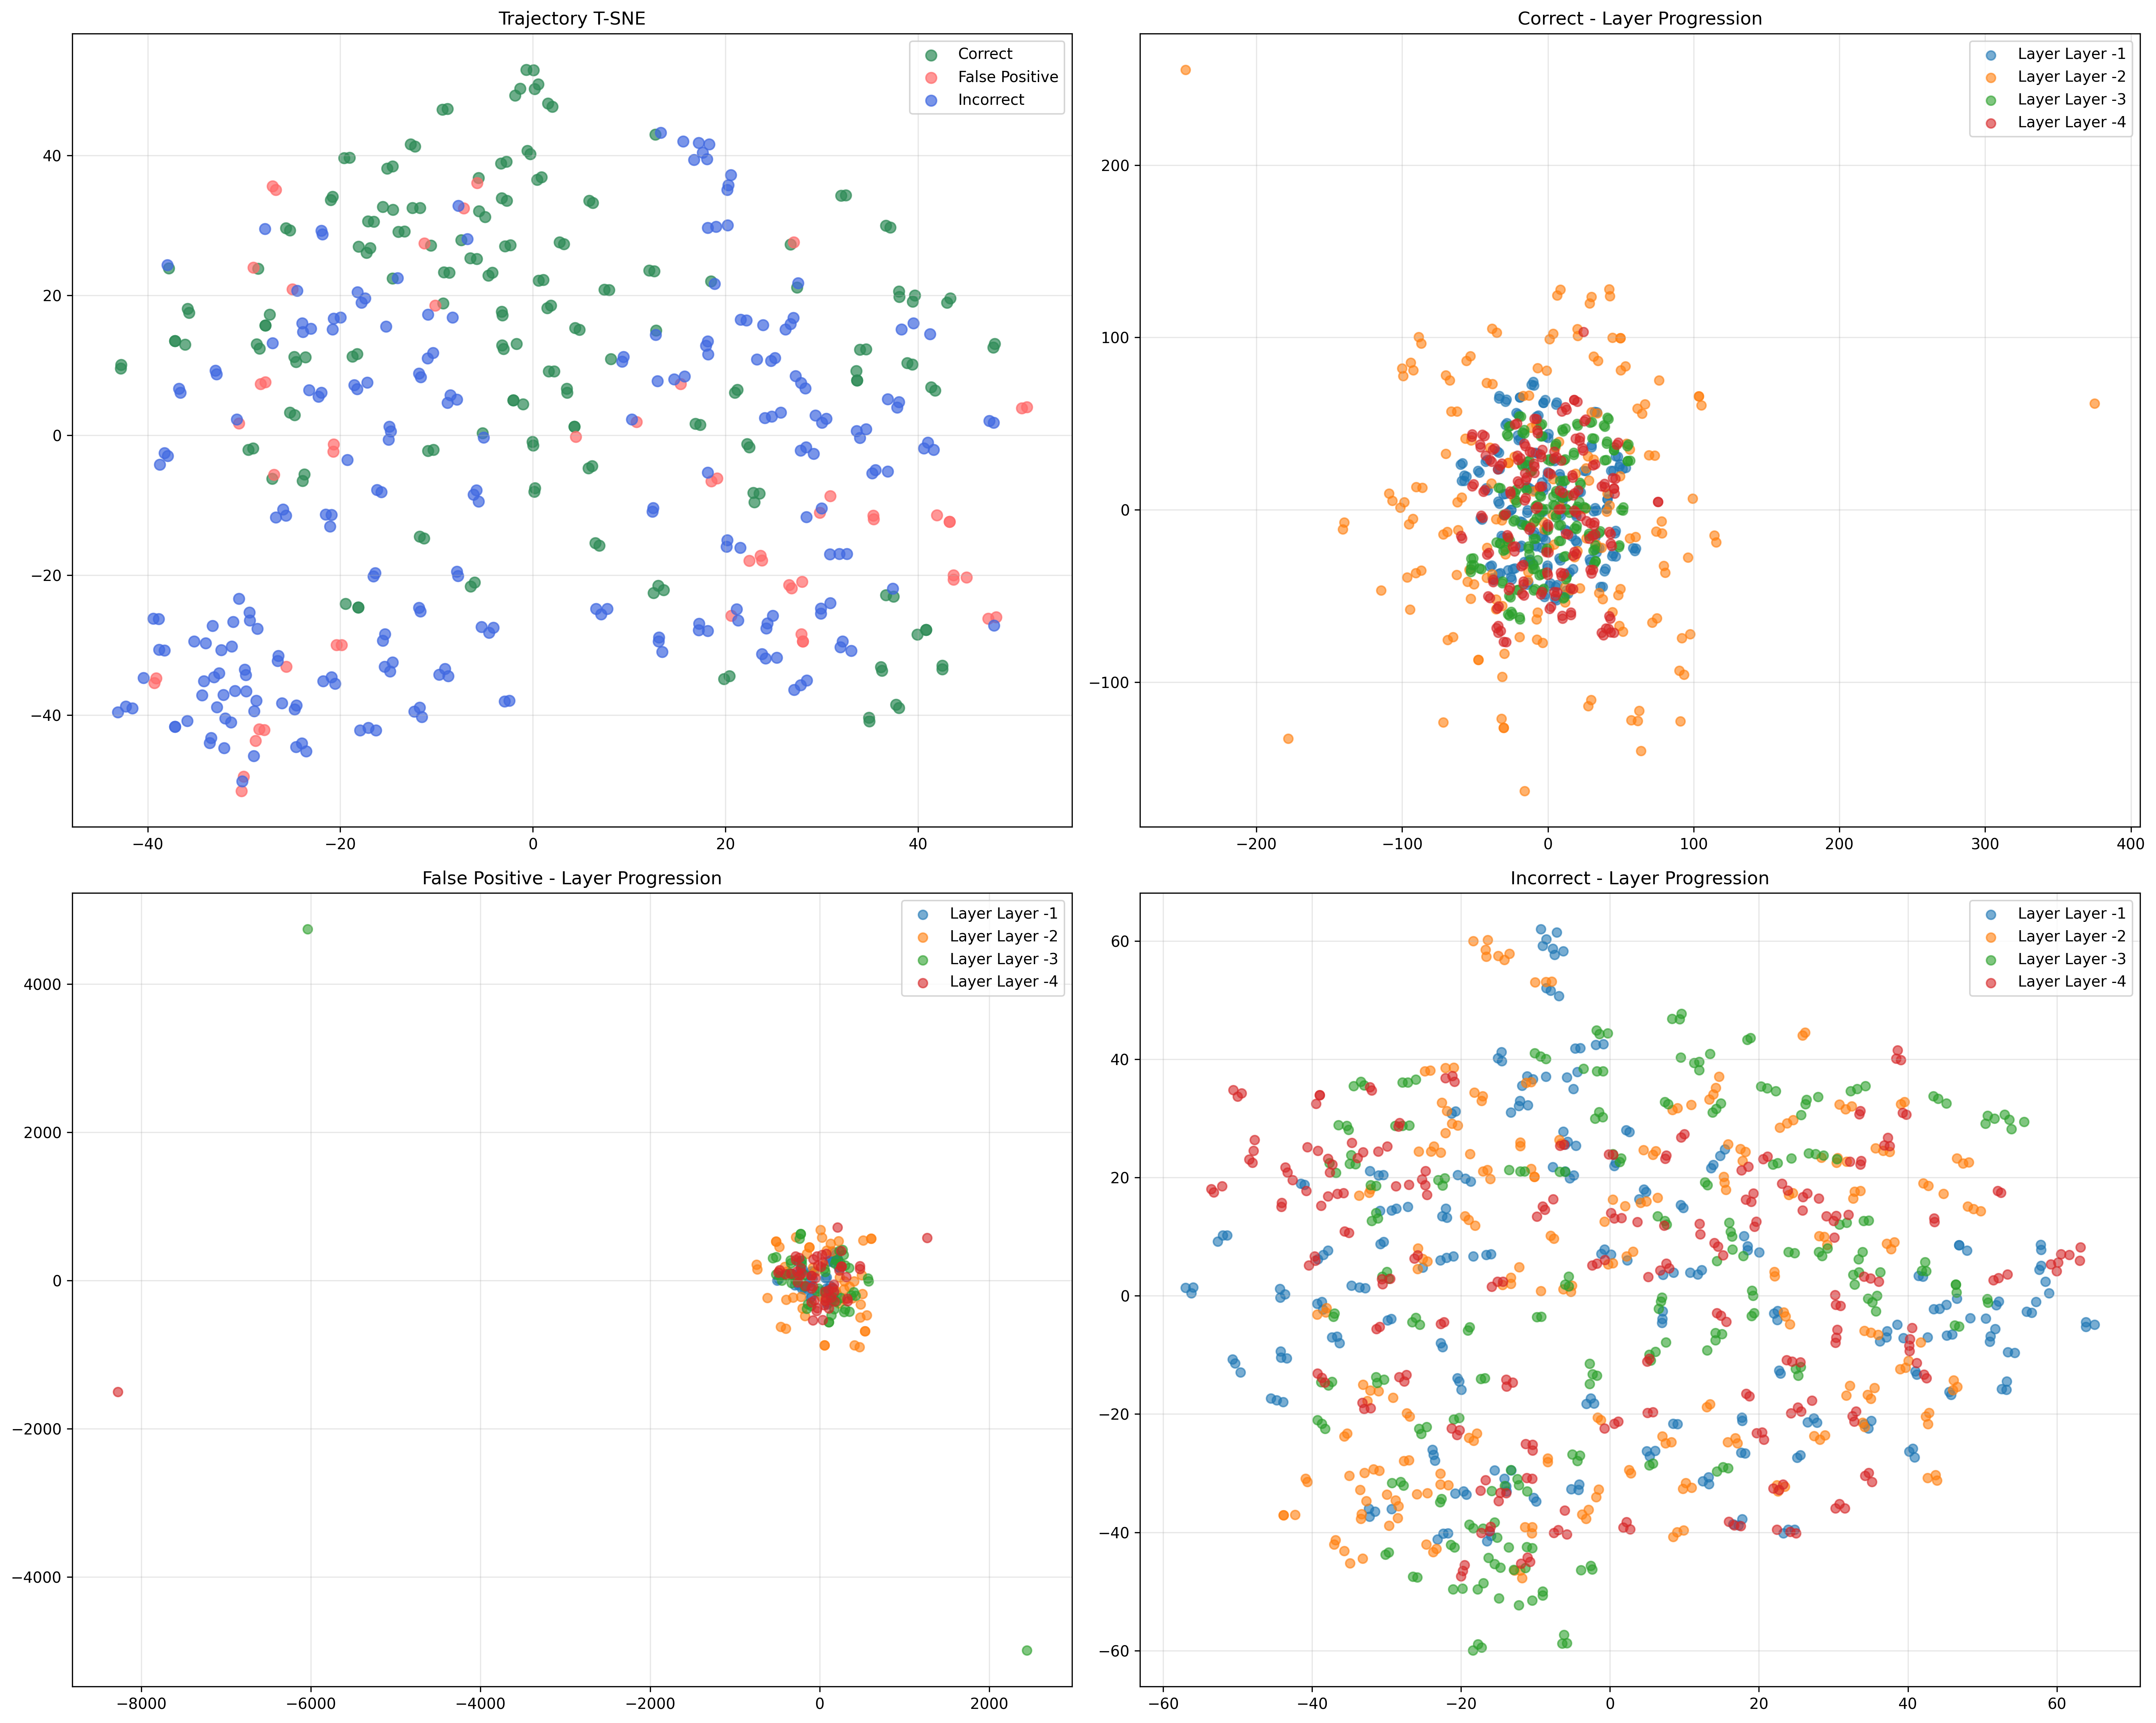 Trajectory T-SNE
Correct
False Positive
Incorrect
40
20
0
−20
−40
−40
−20
0
20
40
Correct - Layer Progression
Layer Layer -1
Layer Layer -2
Layer Layer -3
Layer Layer -4
200
100
0
−100
−200
−100
0
100
200
300
400
False Positive - Layer Progression
Layer Layer -1
Layer Layer -2
Layer Layer -3
Layer Layer -4
4000
2000
0
−2000
−4000
−8000
−6000
−4000
−2000
0
2000
Incorrect - Layer Progression
Layer Layer -1
Layer Layer -2
Layer Layer -3
Layer Layer -4
60
40
20
0
−20
−40
−60
−60
−40
−20
0
20
40
60